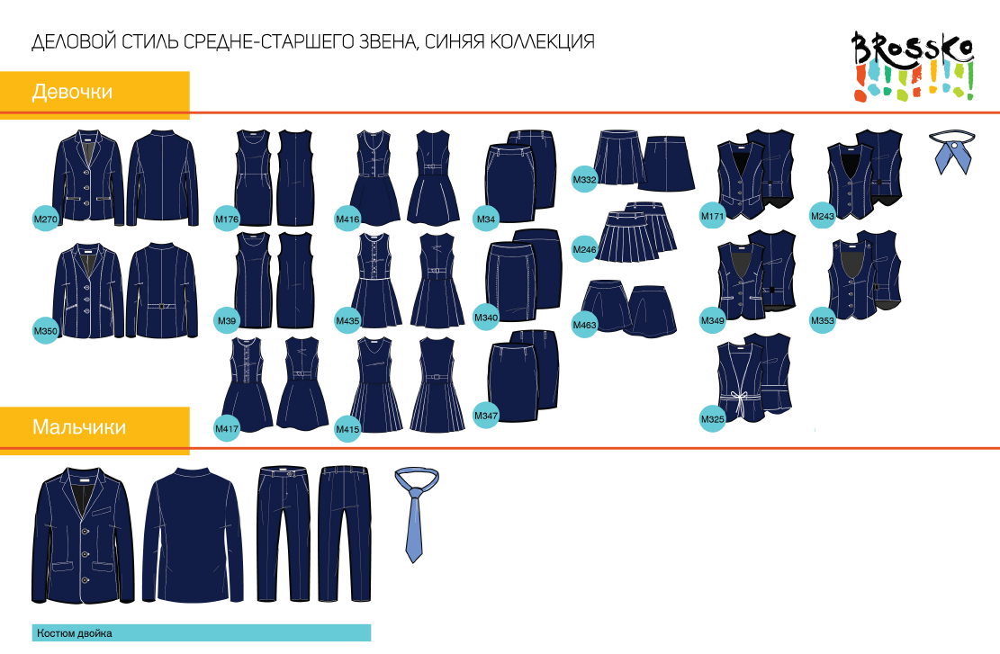 ДЕЛОВОЙ СТИЛЬ СРЕДНЕ-СТАРШЕГО ЗВЕНА, СИНЯЯ КОЛЛЕКЦИЯ
BROSSKO
Девочки
M270
M176
M416
M34
M332
M171
M243
M246
M350
M39
M435
M340
M463
M349
M353
M417
M415
M347
M325
Мальчики
Костюм двойка